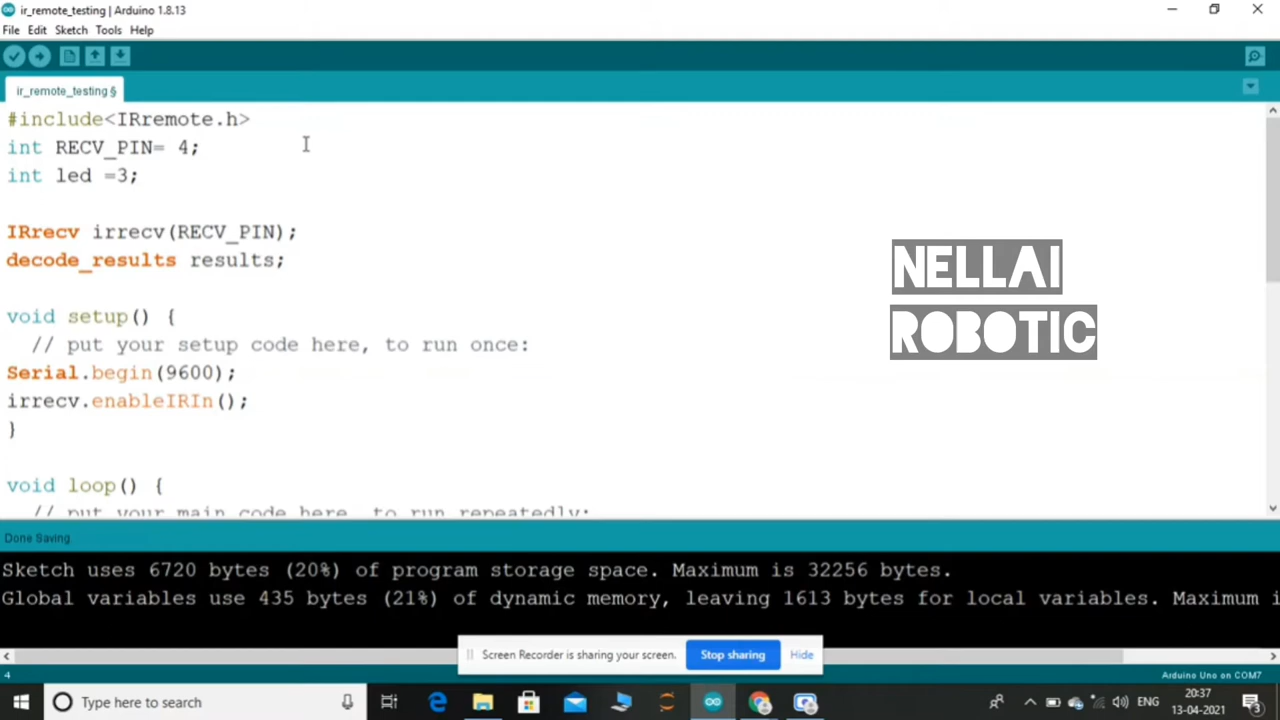 ir_remote_testing | Arduino 1.8.13
File Edit Sketch Tools Help
ir_remote_testing §
#include<IRremote.h>
int RECV_PIN= 4;
int led =3;
IRrecv irrecv(RECV_PIN);
decode_results results;
void setup() {
// put your setup code here, to run once:
Serial.begin(9600);
irrecv.enableIRIn();
}
void loop() {
// put your main code here, to run repeatedly:
NELLAI
ROBOTIC
Done Saving.
Sketch uses 6720 bytes (20%) of program storage space. Maximum is 32256 bytes.
Global variables use 435 bytes (21%) of dynamic memory, leaving 1613 bytes for local variables. Maximum i
Screen Recorder is sharing your screen. Stop sharing Hide
4 Arduino Uno on COM7
Type here to search
ENG
20:37
13-04-2021
3